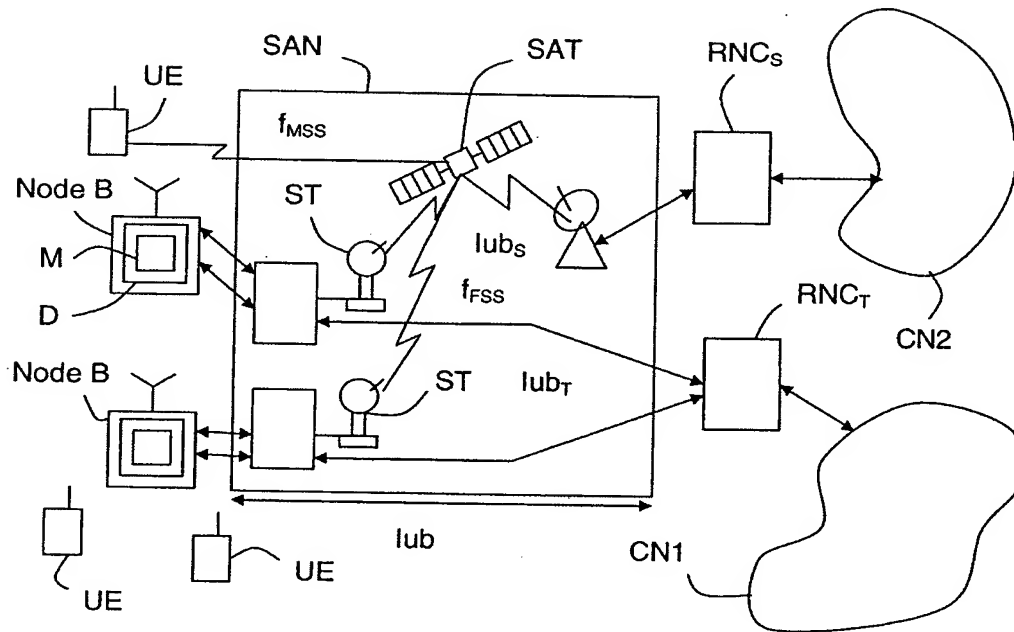 SAN
SAT
RNCS
UE
fMSS
Node B
ST
M
IubS
D
fFSS
RNCT
CN2
Node B
ST
IubT
Iub
CN1
UE
UE